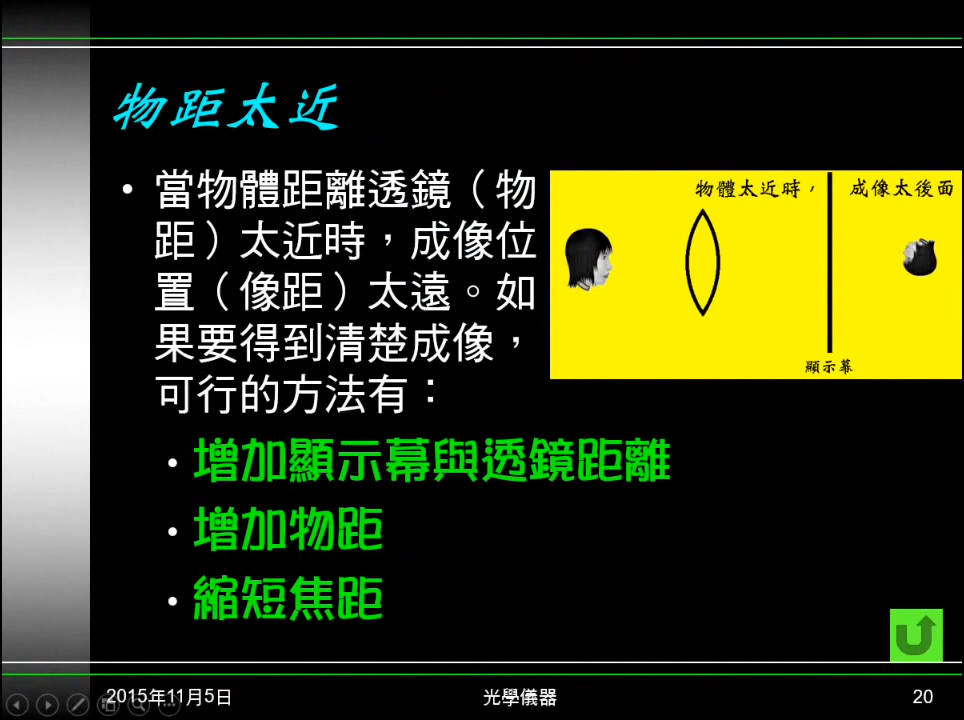 物距太近
• 當物體距離透鏡（物
距）太近時，成像位
置（像距）太遠。如
果要得到清楚成像，
可行的方法有：
• 增加顯示幕與透鏡距離
• 增加物距
• 縮短焦距
物體太近時， 成像太後面
顯示幕
2015年11月5日 光學儀器 20